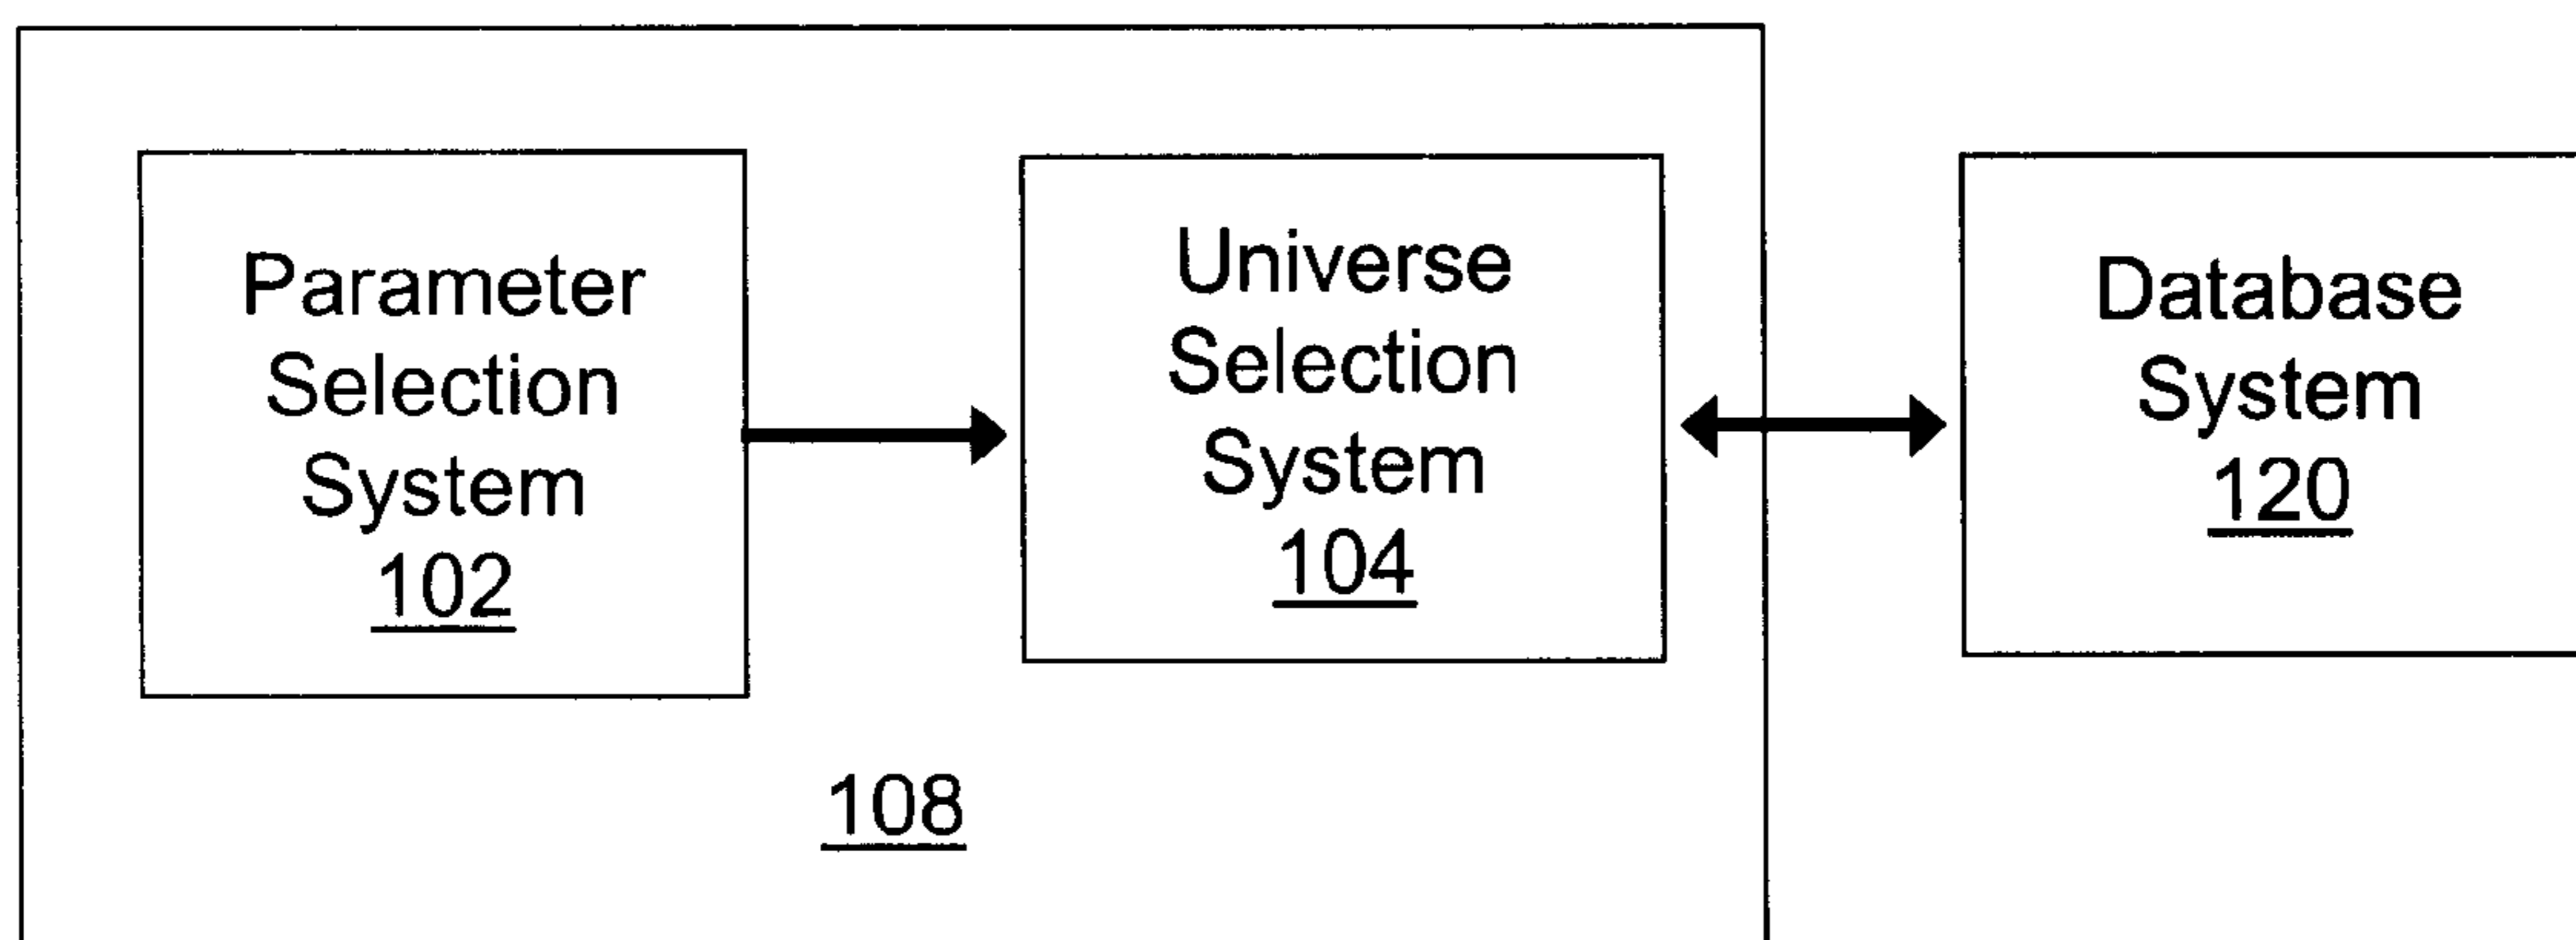 Parameter
Selection
System
102
Universe
Selection
System
104
Database
System
120
108